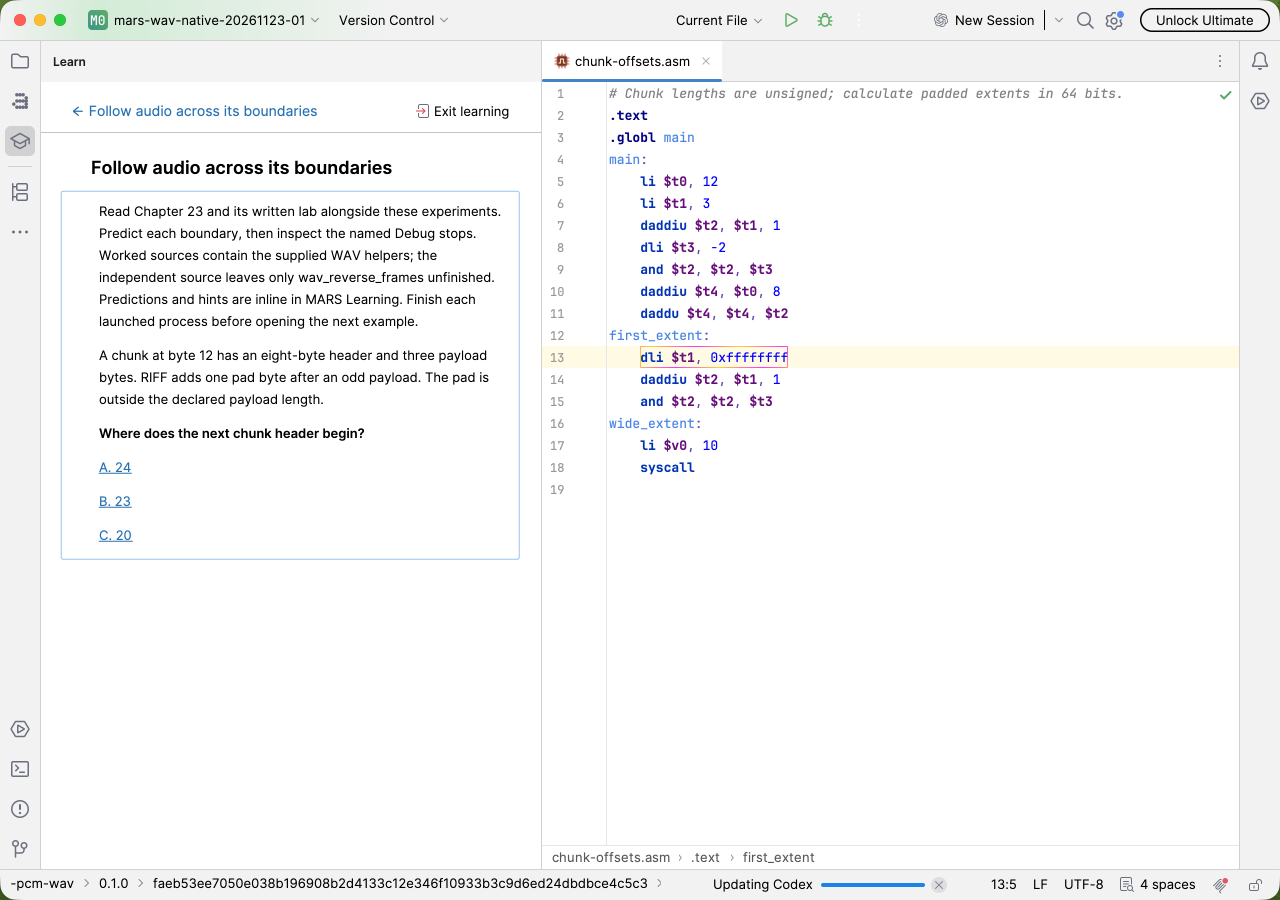 M0 mars-wav-native-20261123-01 Version Control Current File New Session Unlock Ultimate
Learn
← Follow audio across its boundaries Exit learning
Follow audio across its boundaries
Read Chapter 23 and its written lab alongside these experiments.
Predict each boundary, then inspect the named Debug stops.
Worked sources contain the supplied WAV helpers; the
independent source leaves only wav_reverse_frames unfinished.
Predictions and hints are inline in MARS Learning. Finish each
launched process before opening the next example.
A chunk at byte 12 has an eight-byte header and three payload
bytes. RIFF adds one pad byte after an odd payload. The pad is
outside the declared payload length.
Where does the next chunk header begin?
A. 24
B. 23
C. 20
chunk-offsets.asm
1 # Chunk lengths are unsigned; calculate padded extents in 64 bits.
2 .text
3 .globl main
4 main:
5 li $t0, 12
6 li $t1, 3
7 daddiu $t2, $t1, 1
8 dli $t3, -2
9 and $t2, $t2, $t3
10 daddiu $t4, $t0, 8
11 daddu $t4, $t4, $t2
12 first_extent:
13 dli $t1, 0xffffffff
14 daddiu $t2, $t1, 1
15 and $t2, $t2, $t3
16 wide_extent:
17 li $v0, 10
18 syscall
19
chunk-offsets.asm › .text › first_extent
-pcm-wav › 0.1.0 › faeb53ee7050e038b196908b2d4133c12e346f10933b3c9d6ed24dbdbce4c5c3 › Updating Codex 13:5 LF UTF-8 4 spaces